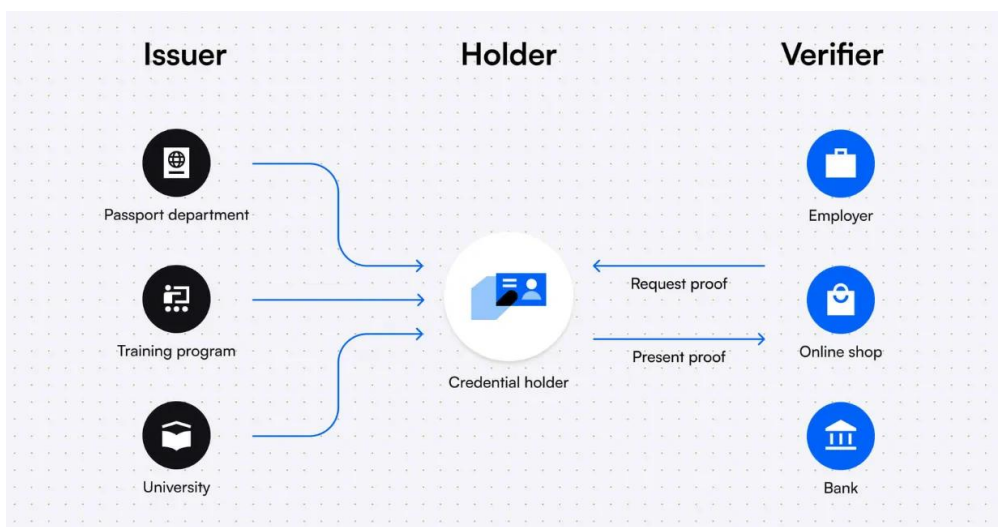 Issuer
Holder
Verifier
Passport department
Employer
Request proof
Training program
Present proof
Online shop
Credential holder
University
Bank